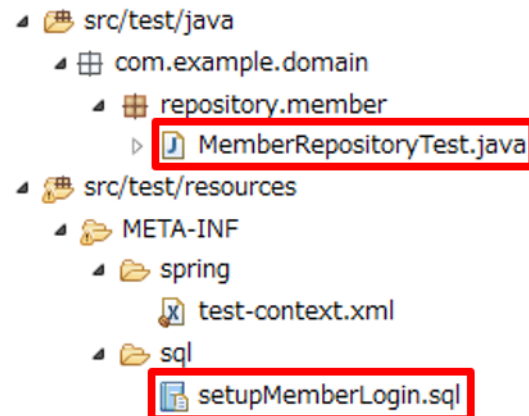 src/test/java
com.example.domain
repository.member
MemberRepositoryTest.java
src/test/resources
META-INF
spring
test-context.xml
sql
setupMemberLogin.sql